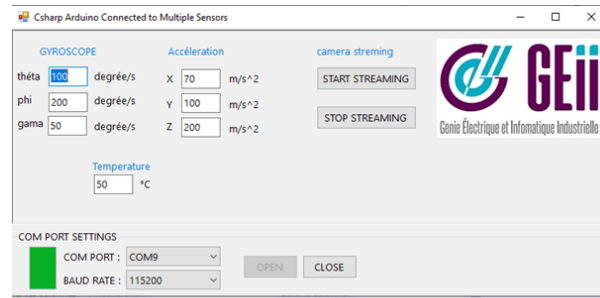 Csharp Arduino Connected to Multiple Sensors
GYROSCOPE
théta 100 degrée/s
phi 200 degrée/s
gama 50 degrée/s
Accéleration
X 70 m/s^2
Y 100 m/s^2
Z 200 m/s^2
camera streming
START STREAMING
STOP STREAMING
GEii
Génie Électrique et Infomatique Industrielle
Temperature
50 °C
COM PORT SETTINGS
COM PORT : COM9
BAUD RATE : 115200
OPEN CLOSE